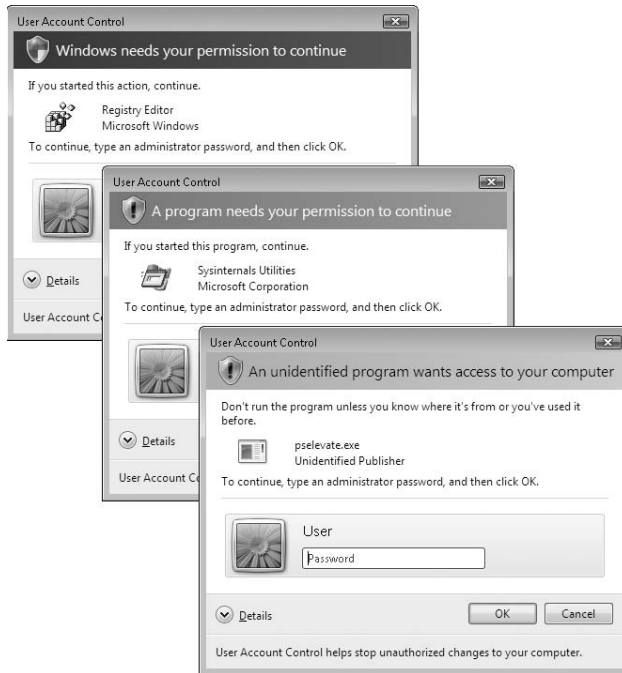 User Account Control
Windows needs your permission to continue
If you started this action, continue.
Registry Editor
Microsoft Windows
To continue, type an administrator password, and then click OK.
Details
User Account C
User Account Control
A program needs your permission to continue
If you started this program, continue.
Sysinternals Utilities
Microsoft Corporation
To continue, type an administrator password, and then click OK.
Details
User Account C
User Account Control
An unidentified program wants access to your computer
Don't run the program unless you know where it's from or you've used it
before.
pselevate.exe
Unidentified Publisher
To continue, type an administrator password, and then click OK.
User
Password
Details
OK
Cancel
User Account Control helps stop unauthorized changes to your computer.